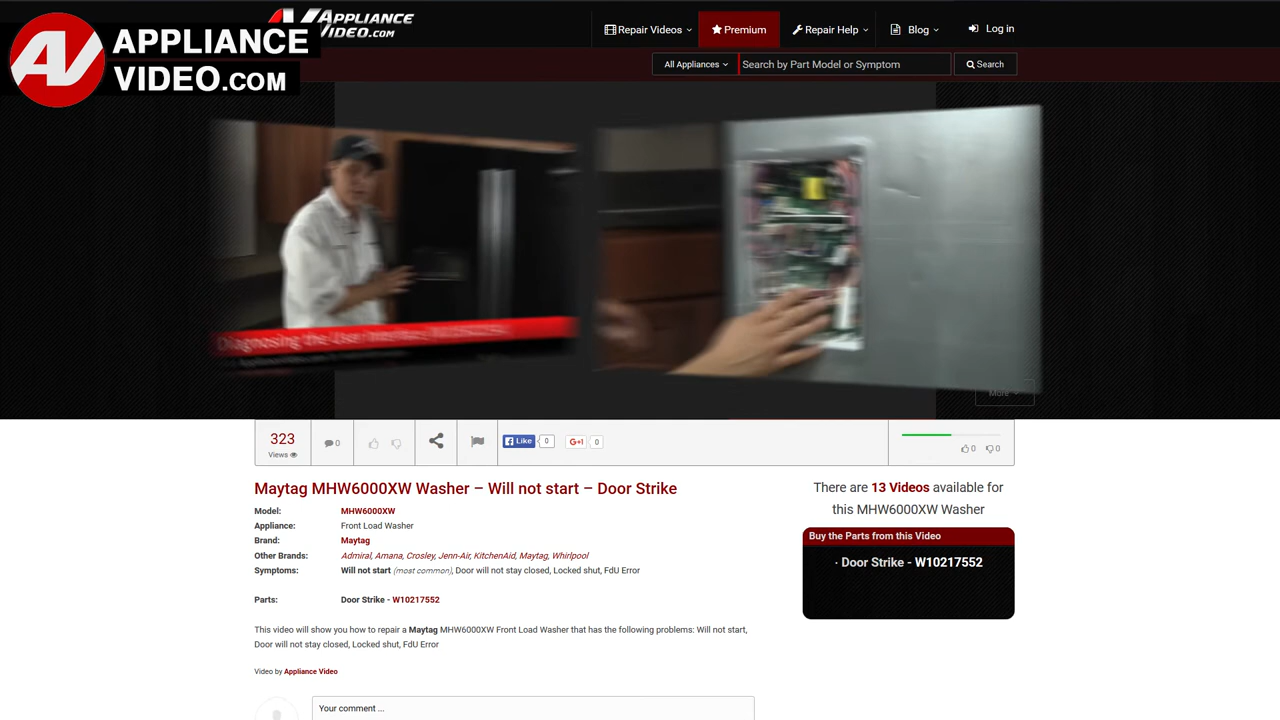 APPLIANCE
VIDEO.COM
APPLIANCE
VIDEO.COM
Repair Videos
Premium
Repair Help
Blog
Log in
All Appliances
Search by Part Model or Symptom
Search
Diagnosing the User Interface
More
323
Views
0
Like
0
G+1
0
0
0
Maytag MHW6000XW Washer – Will not start – Door Strike
Model: MHW6000XW
Appliance: Front Load Washer
Brand: Maytag
Other Brands: Admiral, Amana, Crosley, Jenn-Air, KitchenAid, Maytag, Whirlpool
Symptoms: Will not start (most common), Door will not stay closed, Locked shut, FdU Error
Parts: Door Strike - W10217552
This video will show you how to repair a Maytag MHW6000XW Front Load Washer that has the following problems: Will not start,
Door will not stay closed, Locked shut, FdU Error
Video by Appliance Video
Your comment ...
There are 13 Videos available for
this MHW6000XW Washer
Buy the Parts from this Video
· Door Strike - W10217552